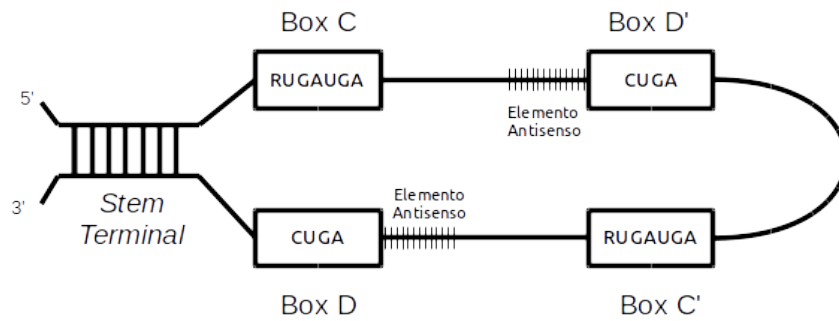 Box C
Box D'
RUGAUGA
CUGA
5'
Elemento
Antisenso
3'
Stem
Terminal
Elemento
Antisenso
CUGA
RUGAUGA
Box D
Box C'